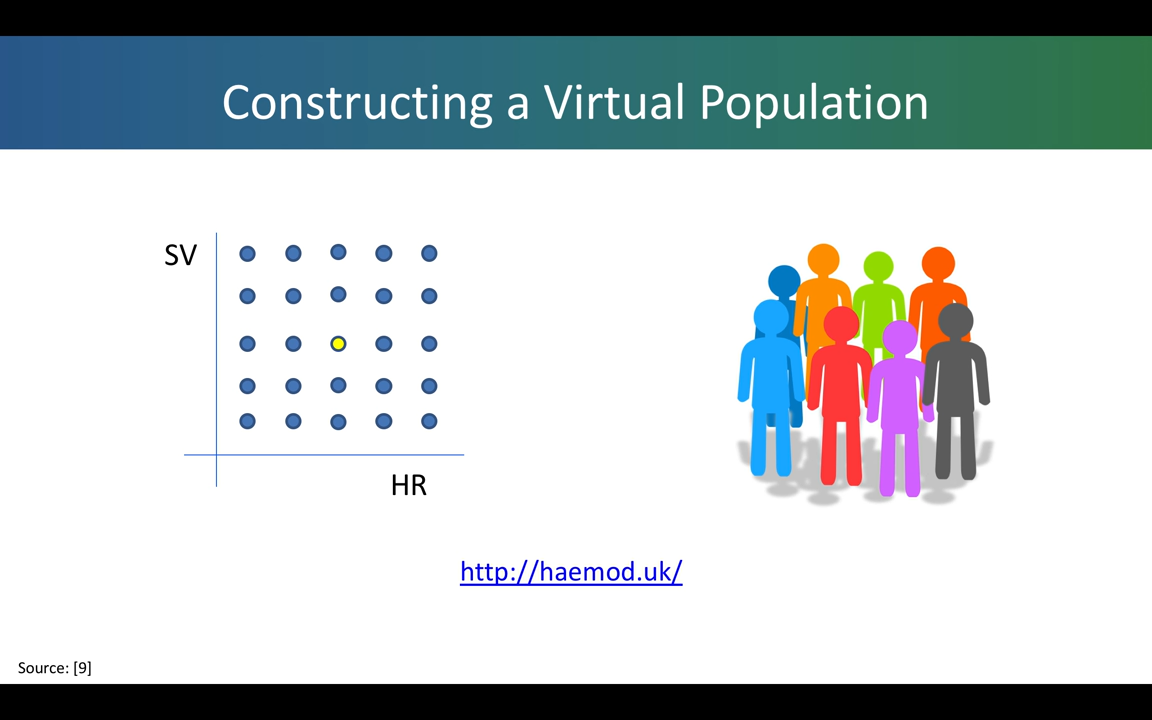 Constructing a Virtual Population
SV
HR
http://haemod.uk/
Source: [9]